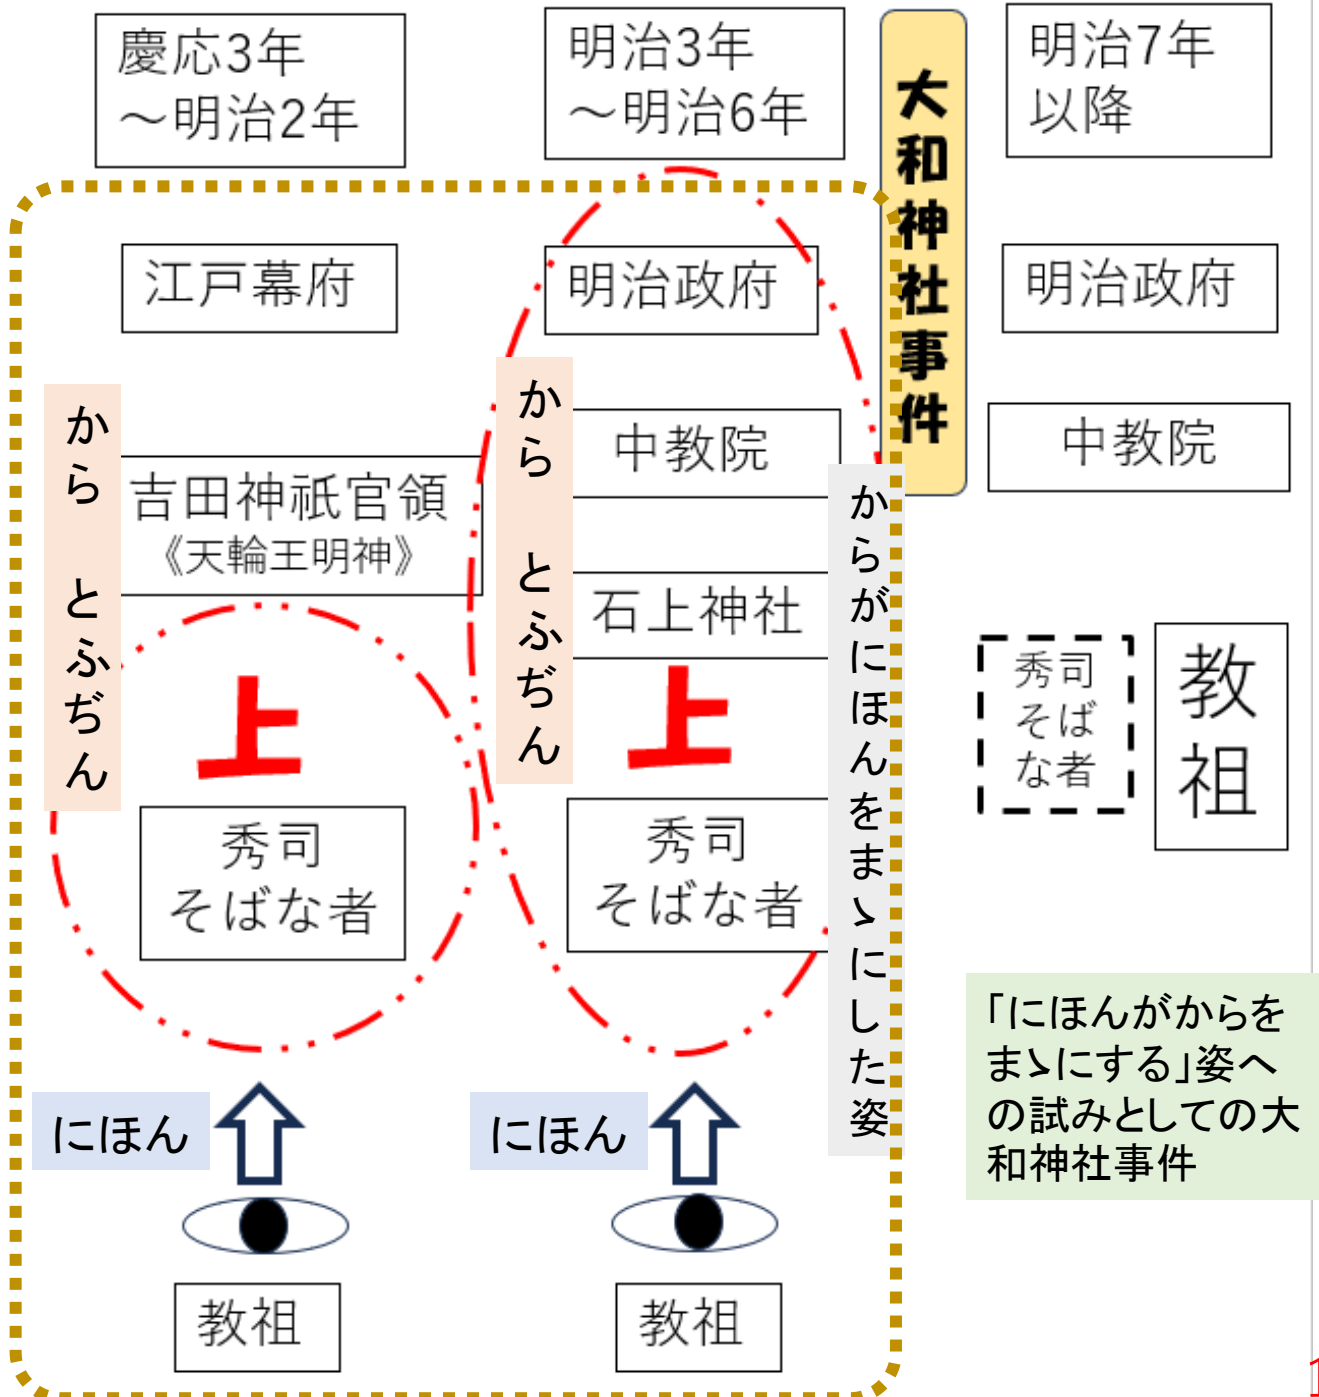 慶応3年
～明治2年
明治3年
～明治6年
大和神社事件
明治7年
以降
江戸幕府
明治政府
明治政府
から とふぢん
から とふぢん
中教院
中教院
吉田神祇官領
《天輪王明神》
石上神社
からがにほんをまゝにした姿
上
上
秀司
そばな者
教祖
秀司
そばな者
秀司
そばな者
「にほんがからを
まゝにする」姿へ
の試みとしての大
和神社事件
にほん
にほん
教祖
教祖